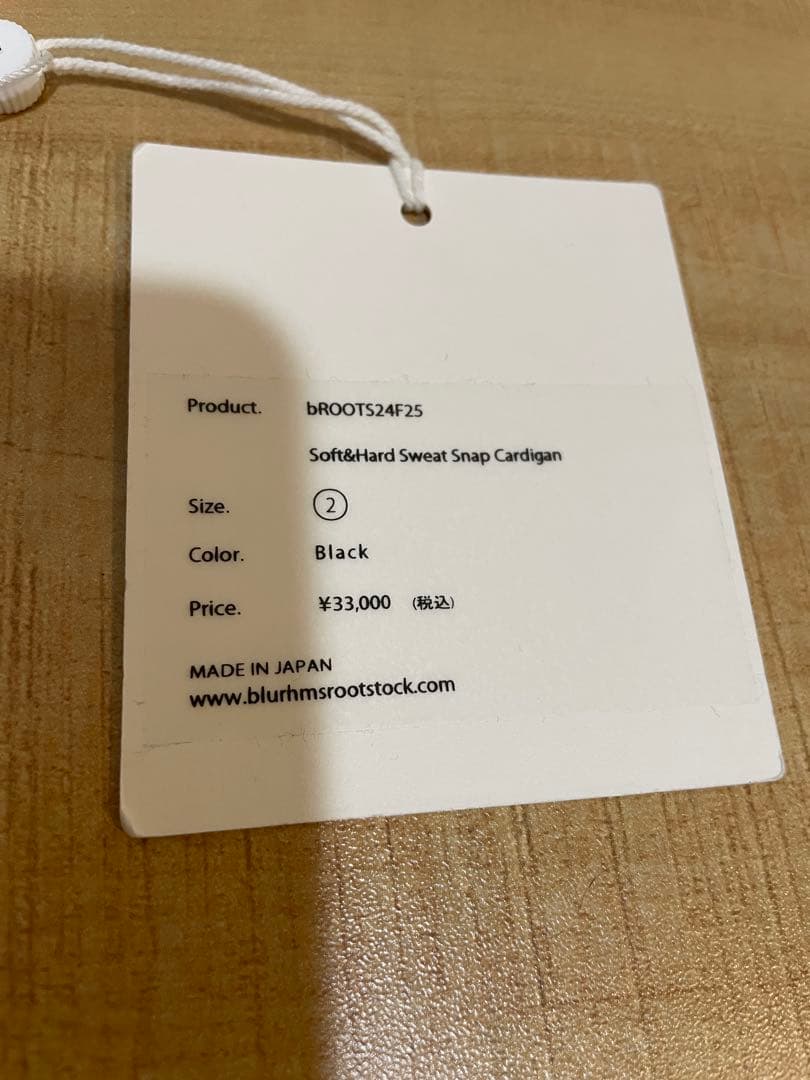 Product. bROOTS24F25
Soft&Hard Sweat Snap Cardigan
Size. ②
Color. Black
Price. ¥33,000 (税込)
MADE IN JAPAN
www.blurhmsrootstock.com